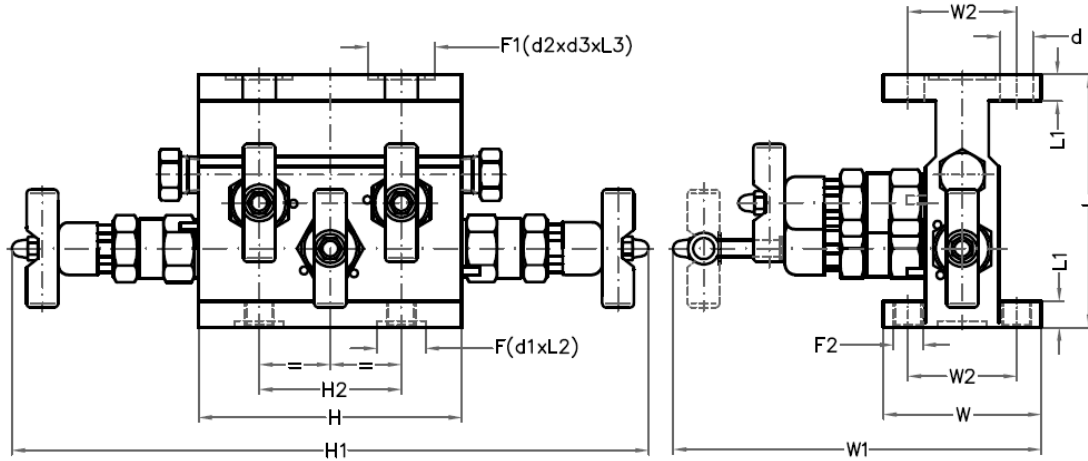 W2
F1(d2xd3xL3)
d
L1
L1
F(d1xL2)
F2
= =
H2
W2
H
W
H1
W1